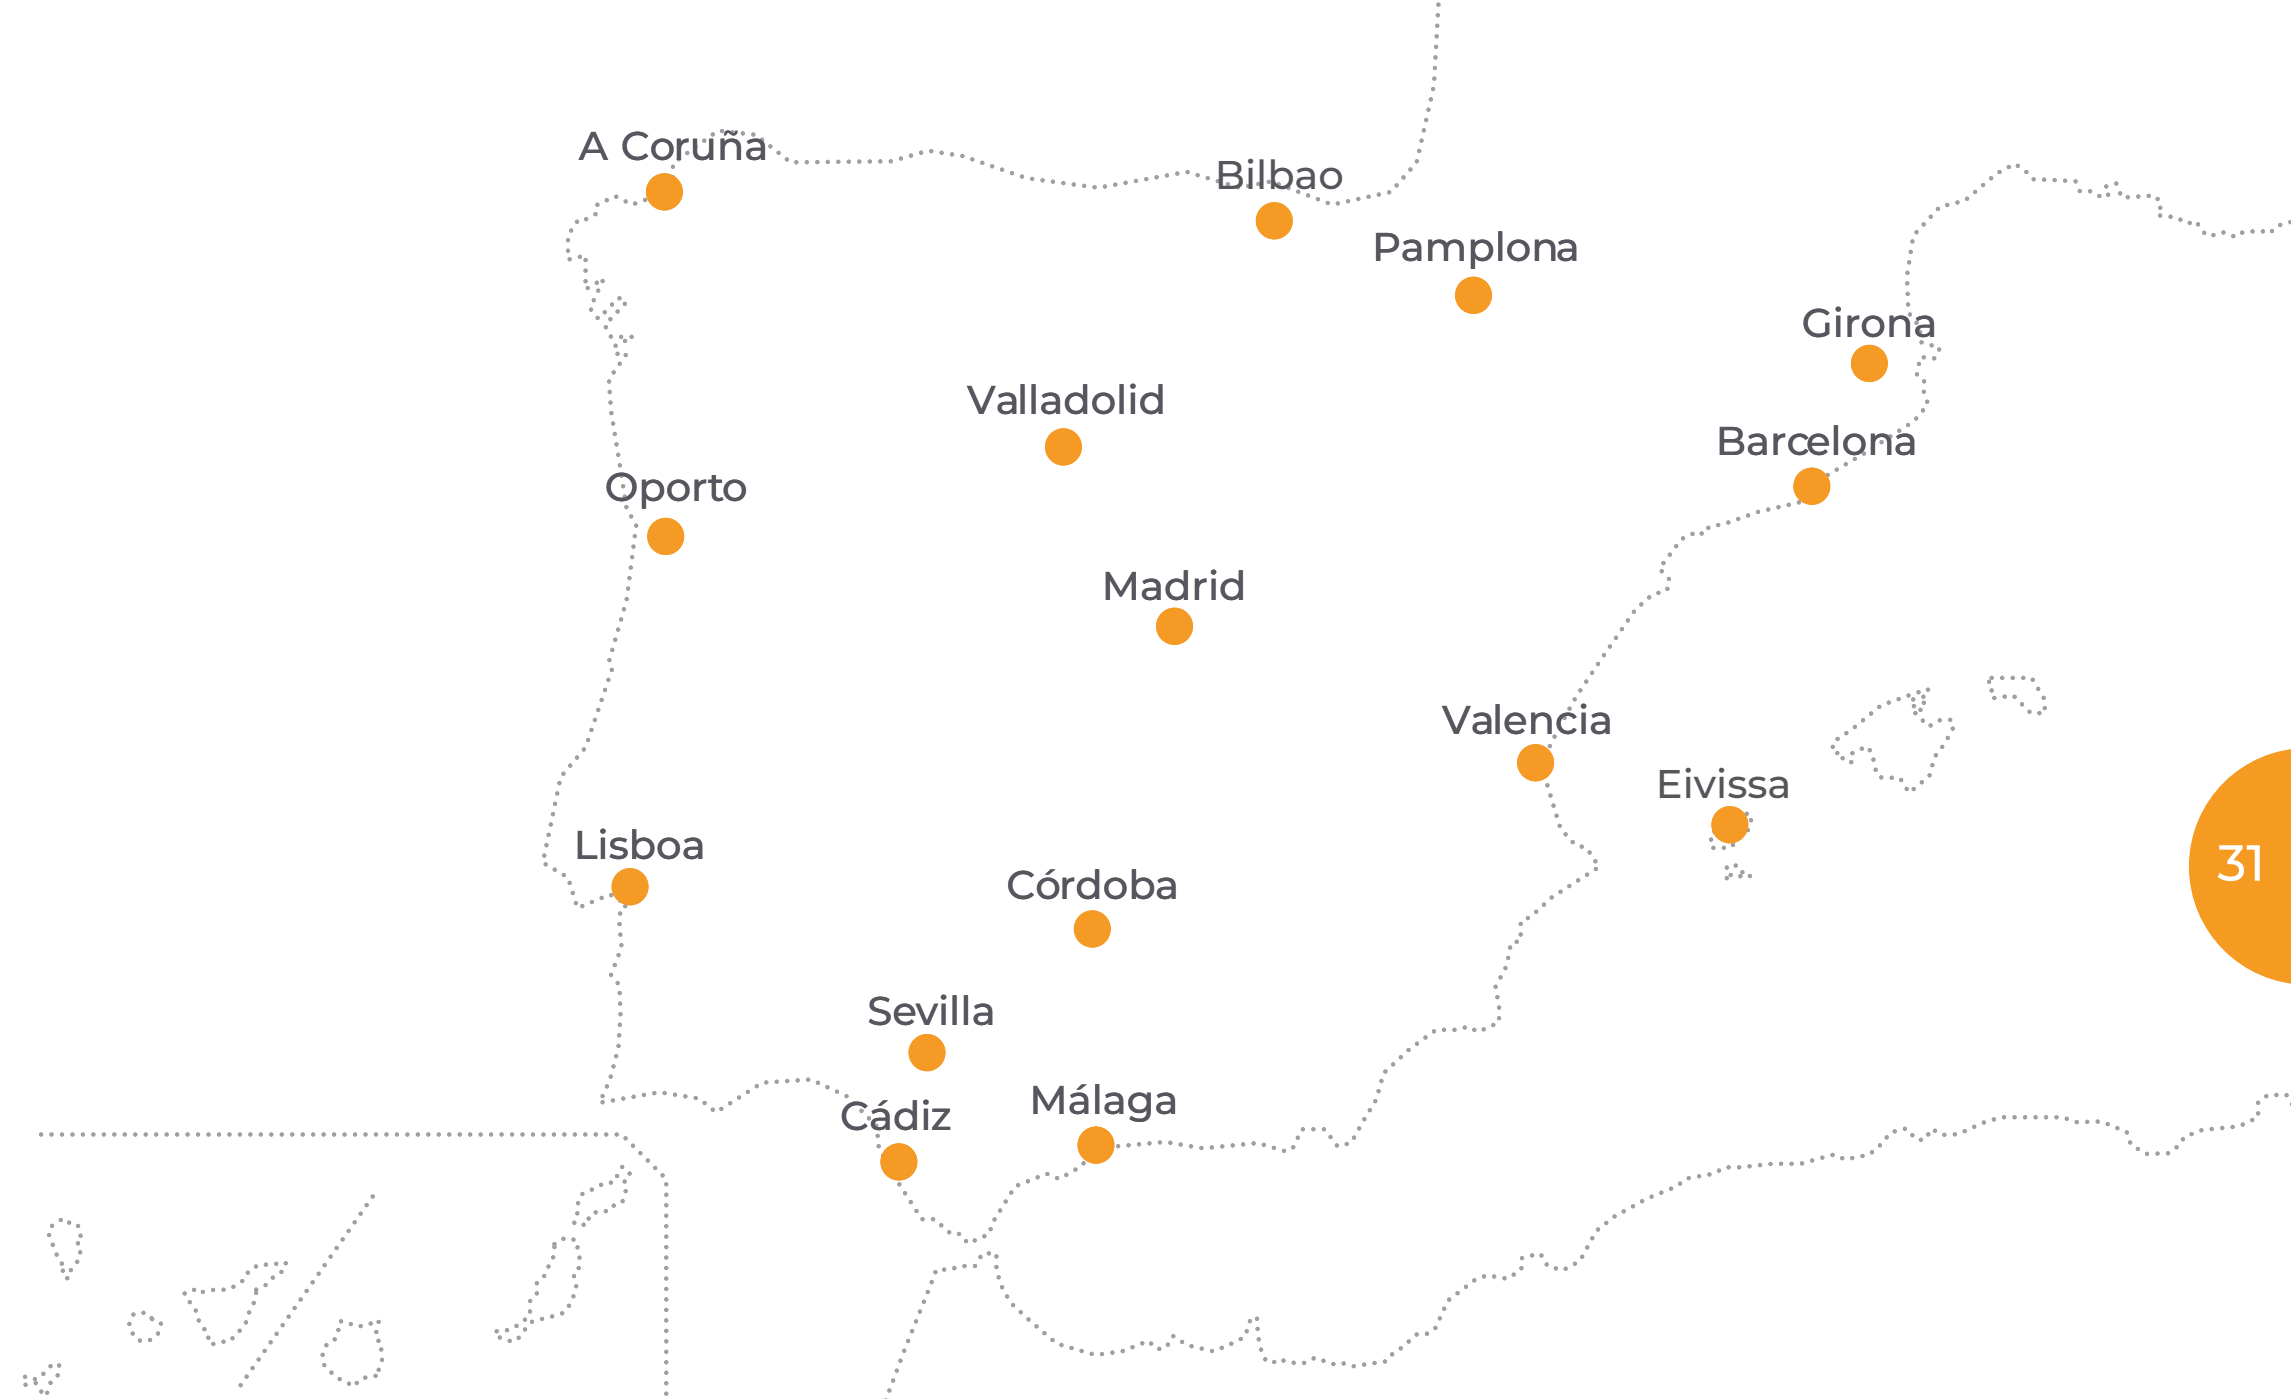 A Coruña
Bilbao
Pamplona
Girona
Valladolid
Barcelona
Oporto
Madrid
Valencia
Eivissa
Lisboa
31
Córdoba
Sevilla
Málaga
Cádiz